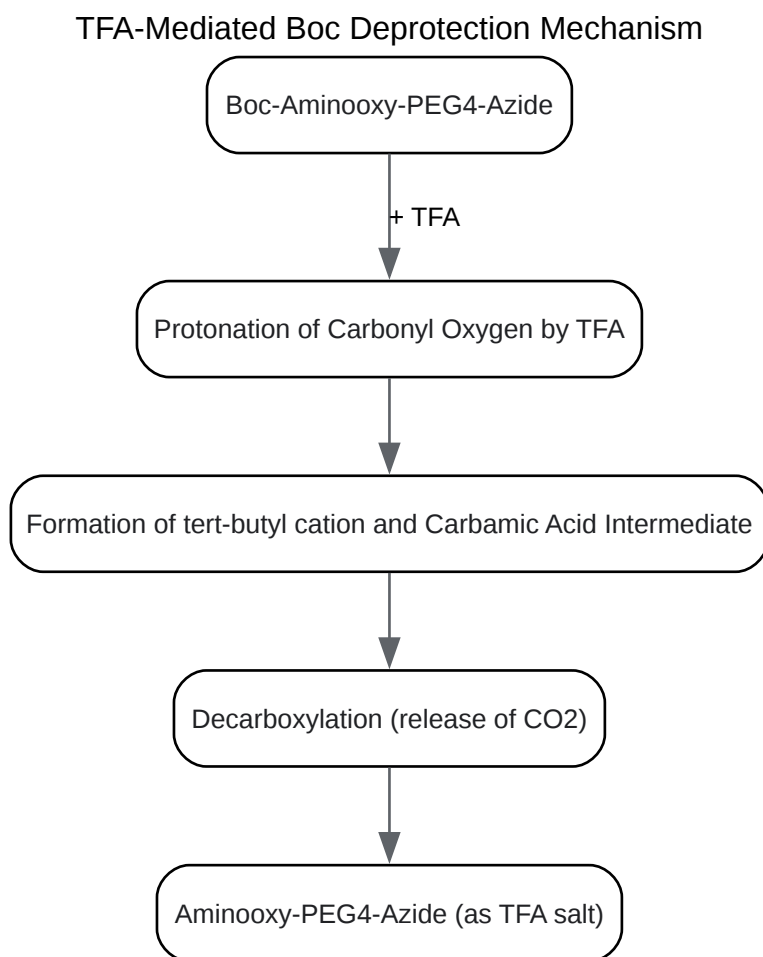 TFA-Mediated Boc Deprotection Mechanism
Boc-Aminooxy-PEG4-Azide
+ TFA
Protonation of Carbonyl Oxygen by TFA
Formation of tert-butyl cation and Carbamic Acid Intermediate
Decarboxylation (release of CO2)
Aminooxy-PEG4-Azide (as TFA salt)